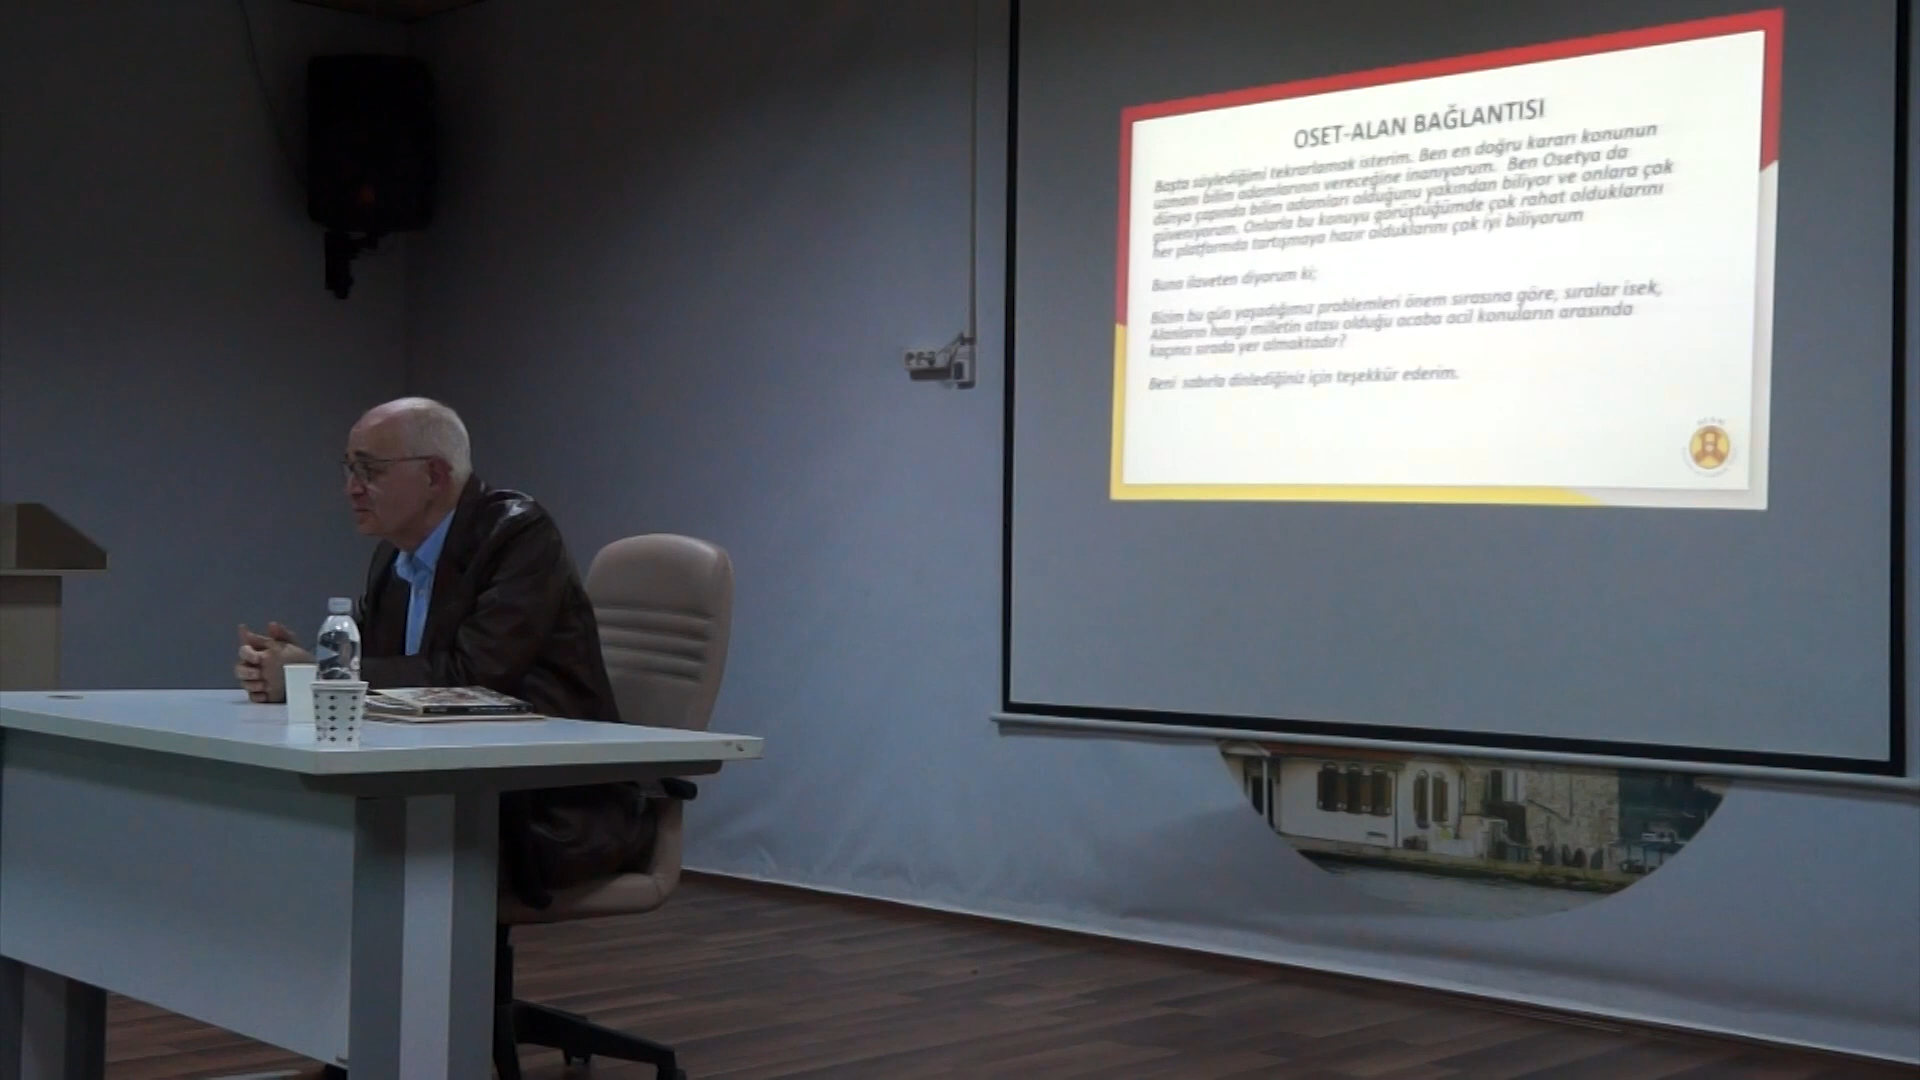 OSET-ALAN BAĞLANTISI
Başta söylediğimi tekrarlamak isterim. Ben en doğru kararı konunun
uzmanı bilim adamlarının vereceğine inanıyorum. Ben Osetya da
dünya çapında bilim adamları olduğunu yakından biliyor ve onlara çok
güveniyorum. Onlarla bu konuyu görüştüğümde çok rahat olduklarını
her platformda tartışmaya hazır olduklarını çok iyi biliyorum
Buna ilaveten diyorum ki;
Bizim bu gün yaşadığımız problemleri önem sırasına göre, sıralar isek,
Alanların hangi milletin atası olduğu acaba acil konuların arasında
kaçıncı sırada yer almaktadır?
Beni sabırla dinlediğiniz için teşekkür ederim.